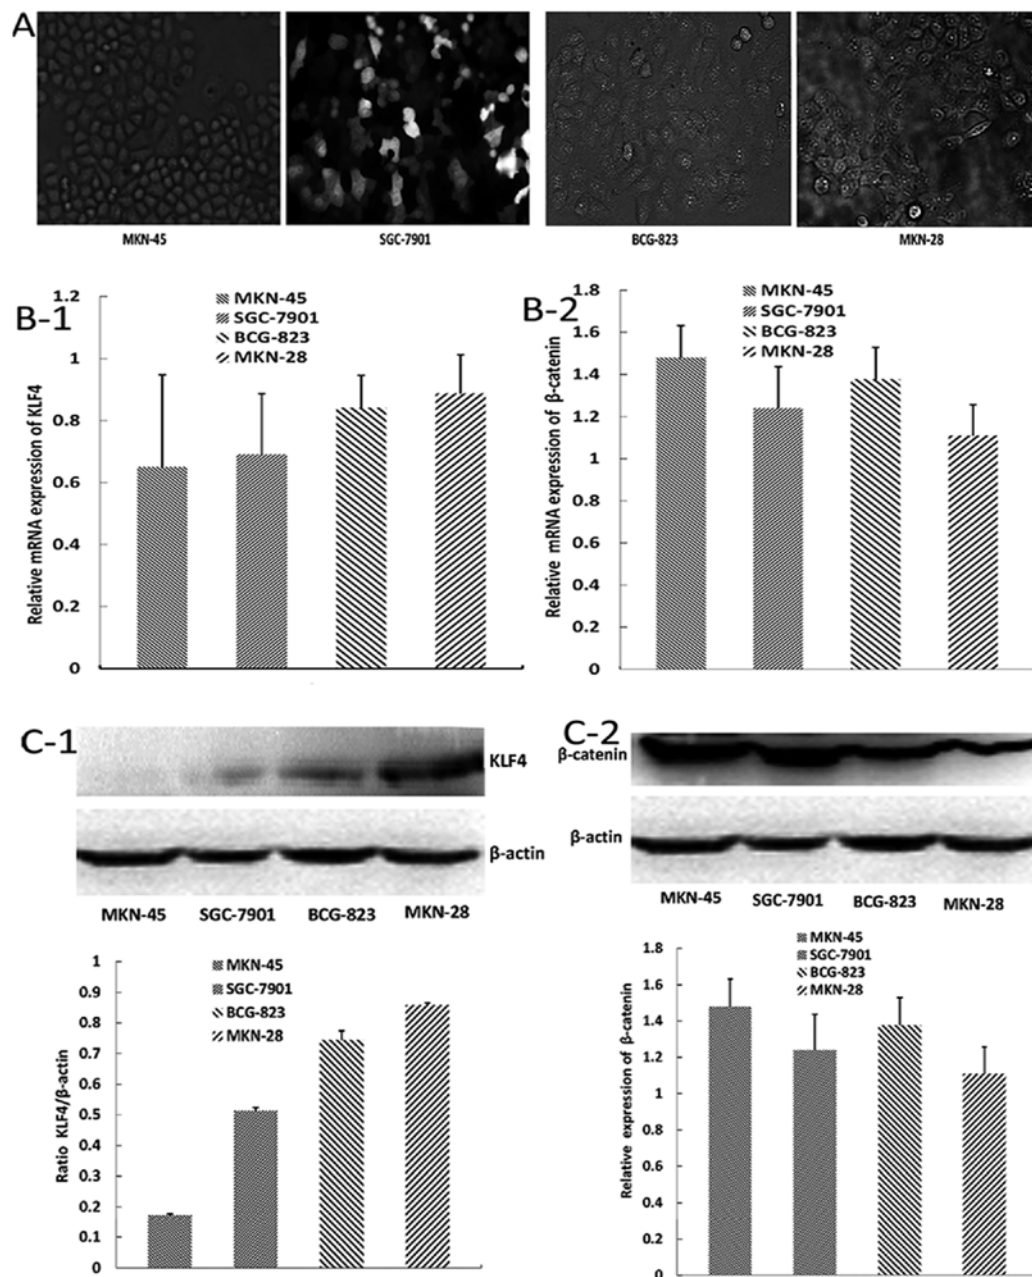 A
MKN-45
SGC-7901
BCG-823
MKN-28
B-1
Relative mRNA expression of KLF4
1.2
1
0.8
0.6
0.4
0.2
0
MKN-45
SGC-7901
BCG-823
MKN-28
B-2
Relative mRNA expression of β-catenin
1.8
1.6
1.4
1.2
1
0.8
0.6
0.4
0.2
0
MKN-45
SGC-7901
BCG-823
MKN-28
C-1
KLF4
β-actin
MKN-45
SGC-7901
BCG-823
MKN-28
Ratio KLF4/β-actin
1
0.9
0.8
0.7
0.6
0.5
0.4
0.3
0.2
0.1
0
MKN-45
SGC-7901
BCG-823
MKN-28
C-2
β-catenin
β-actin
MKN-45
SGC-7901
BCG-823
MKN-28
Relative expression of β-catenin
1.8
1.6
1.4
1.2
1
0.8
0.6
0.4
0.2
0
MKN-45
SGC-7901
BCG-823
MKN-28